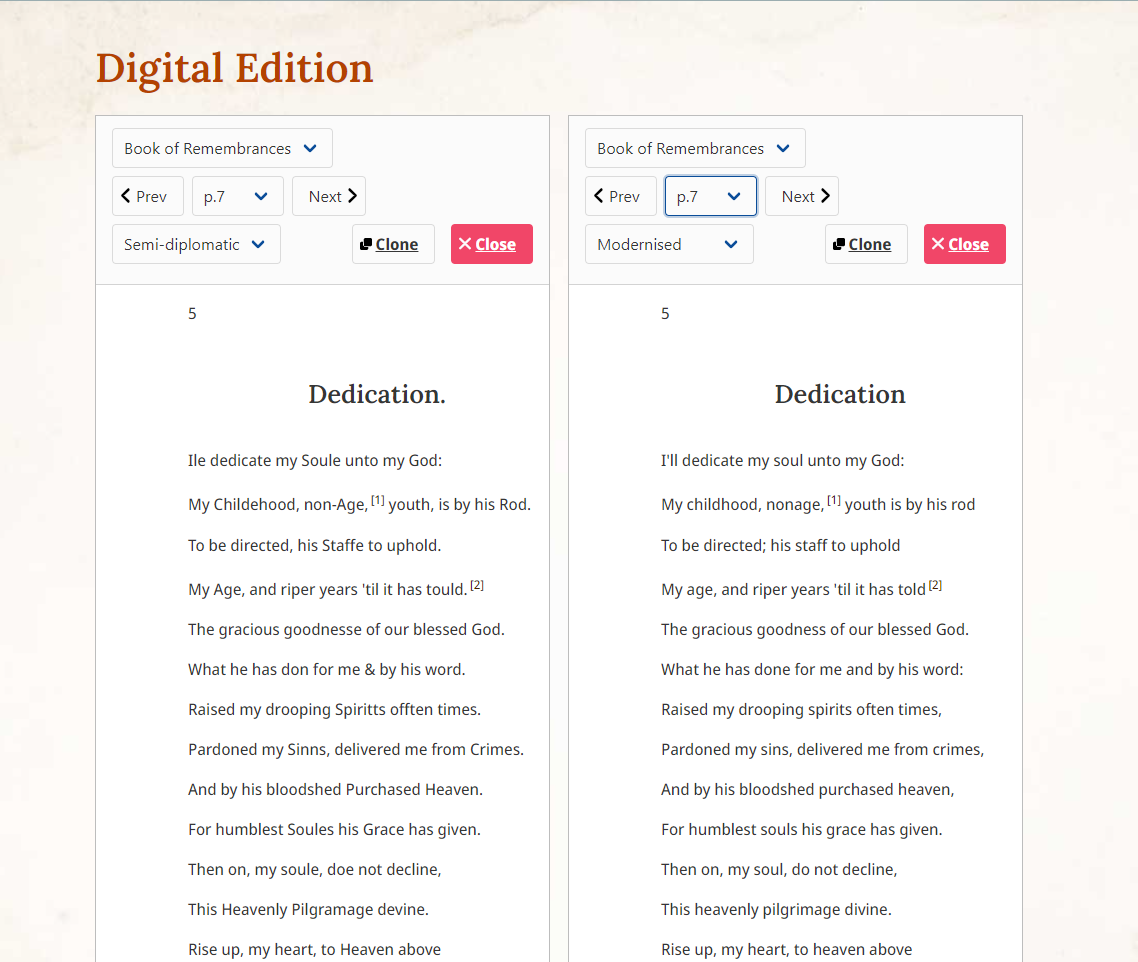 Digital Edition
Book of Remembrances
Prev p.7 Next
Semi-diplomatic Clone Close
5
Dedication.
Ile dedicate my Soule unto my God:
My Childehood, non-Age, [1] youth, is by his Rod.
To be directed, his Staffe to uphold.
My Age, and riper years 'til it has tould. [2]
The gracious goodnesse of our blessed God.
What he has don for me & by his word.
Raised my drooping Spiritts offten times.
Pardoned my Sinns, delivered me from Crimes.
And by his bloodshed Purchased Heaven.
For humblest Soules his Grace has given.
Then on, my soule, doe not decline,
This Heavenly Pilgramage devine.
Rise up, my heart, to Heaven above
Book of Remembrances
Prev p.7 Next
Modernised Clone Close
5
Dedication
I'll dedicate my soul unto my God:
My childhood, nonage, [1] youth is by his rod
To be directed; his staff to uphold
My age, and riper years 'til it has told [2]
The gracious goodness of our blessed God.
What he has done for me and by his word:
Raised my drooping spirits often times,
Pardoned my sins, delivered me from crimes,
And by his bloodshed purchased heaven,
For humblest souls his grace has given.
Then on, my soul, do not decline,
This heavenly pilgrimage divine.
Rise up, my heart, to heaven above